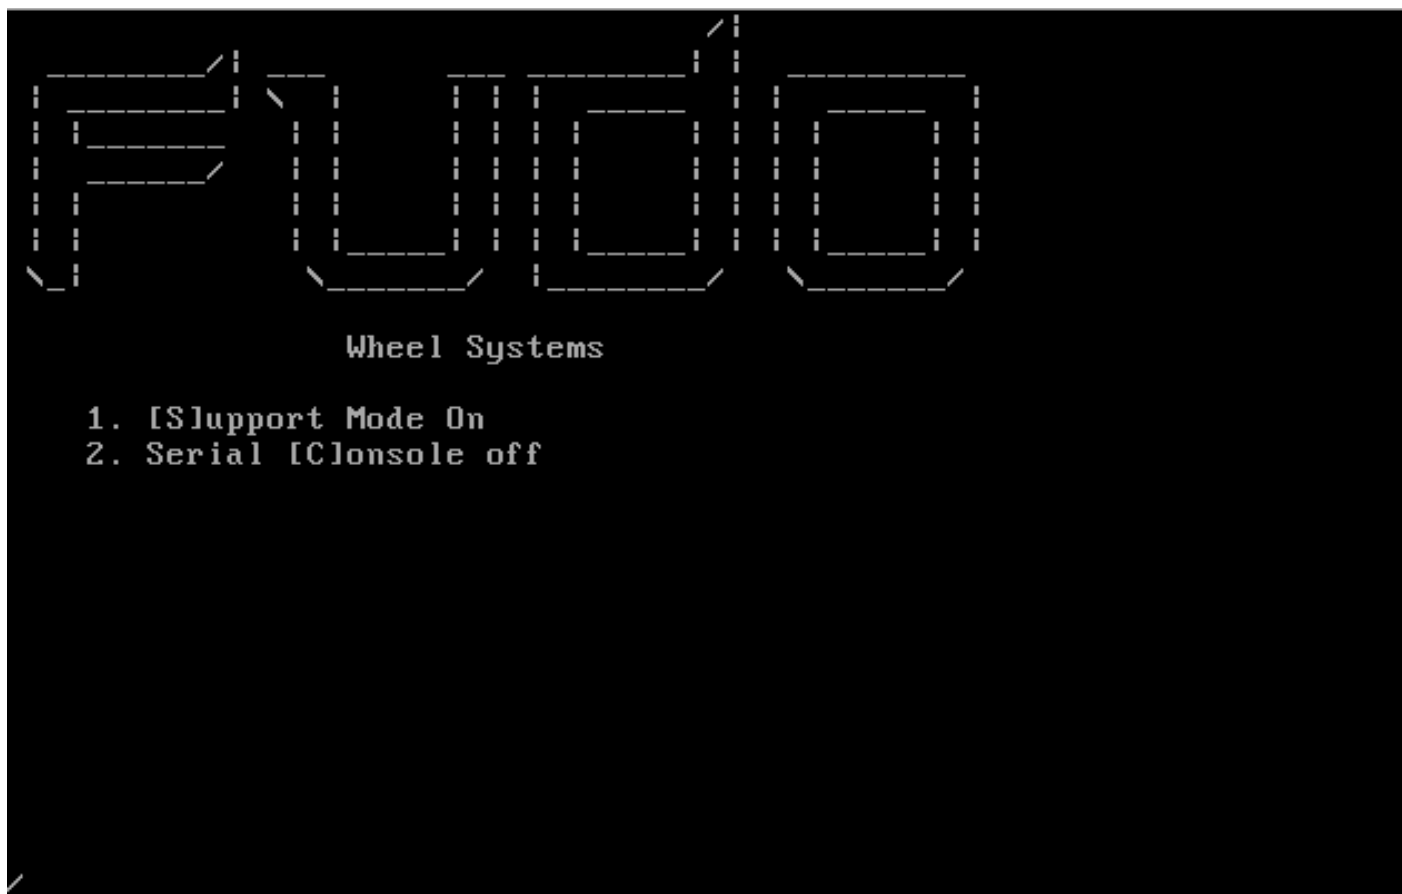 Fudo
Wheel Systems
1. [S]upport Mode On
2. Serial [C]onsole off
/